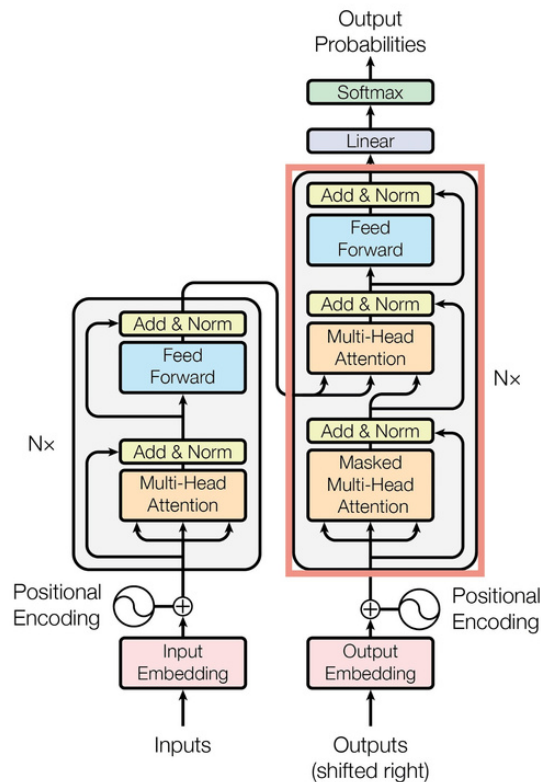 Output
Probabilities
Softmax
Linear
Add & Norm
Feed
Forward
Add & Norm
Multi-Head
Attention
Nx
Add & Norm
Masked
Multi-Head
Attention
Positional
Encoding
Output
Embedding
Outputs
(shifted right)
Add & Norm
Feed
Forward
Nx
Add & Norm
Multi-Head
Attention
Positional
Encoding
Input
Embedding
Inputs